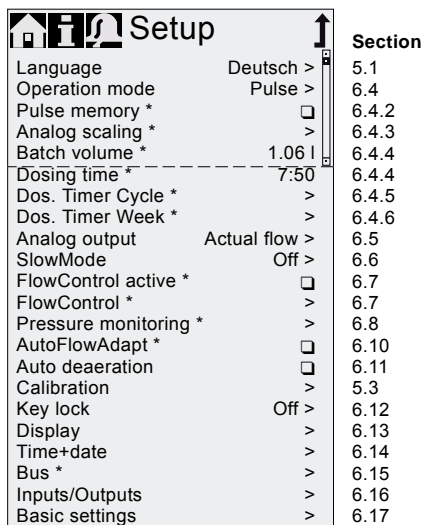 Setup
Section
Language Deutsch > 5.1
Operation mode Pulse > 6.4
Pulse memory * ❑ 6.4.2
Analog scaling * > 6.4.3
Batch volume * 1.06 l 6.4.4
Dosing time * 7:50 6.4.4
Dos. Timer Cycle * > 6.4.5
Dos. Timer Week * > 6.4.6
Analog output Actual flow > 6.5
SlowMode Off > 6.6
FlowControl active * ❑ 6.7
FlowControl * > 6.7
Pressure monitoring * > 6.8
AutoFlowAdapt * ❑ 6.10
Auto deaeration ❑ 6.11
Calibration > 5.3
Key lock Off > 6.12
Display > 6.13
Time+date > 6.14
Bus * > 6.15
Inputs/Outputs > 6.16
Basic settings > 6.17